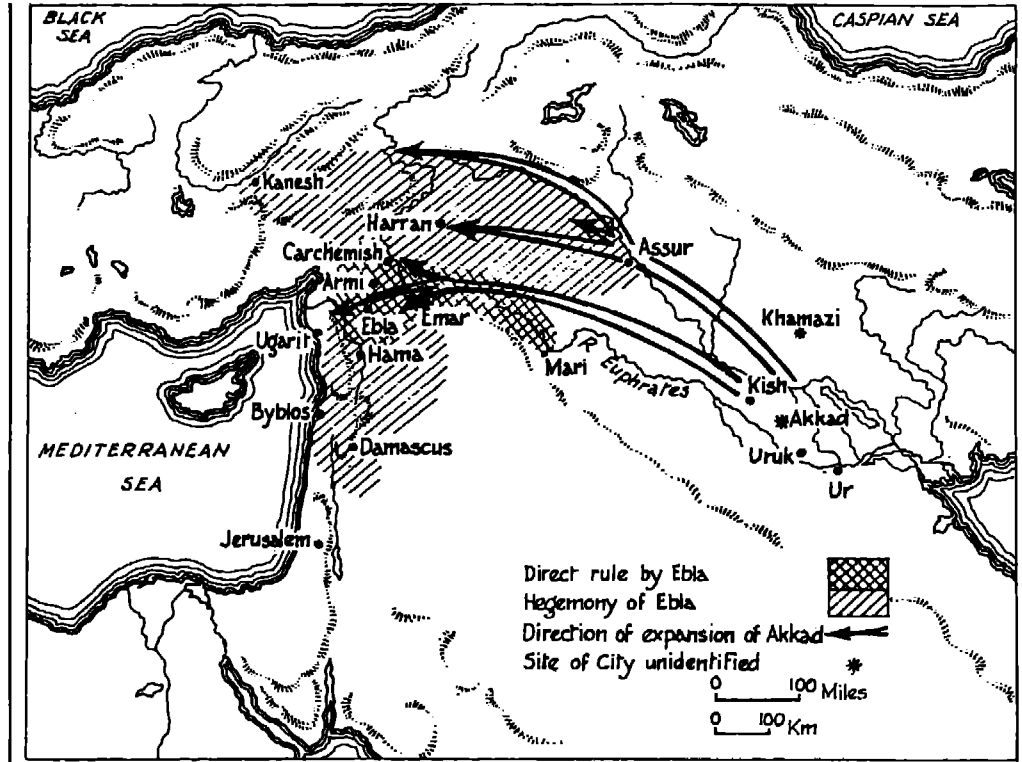 BLACK
SEA
CASPIAN SEA
Kanesh
Harran
Assur
Carchemish
Armi
Khamazi
Ebla
Emar
Ugarit
Hama
Mari
R. Euphrates
Kish
Byblos
Akkad
MEDITERRANEAN
SEA
Damascus
Uruk
Ur
Jerusalem
Direct rule by Ebla
Hegemony of Ebla
Direction of expansion of Akkad
Site of City unidentified
0 100 Miles
0 100 Km